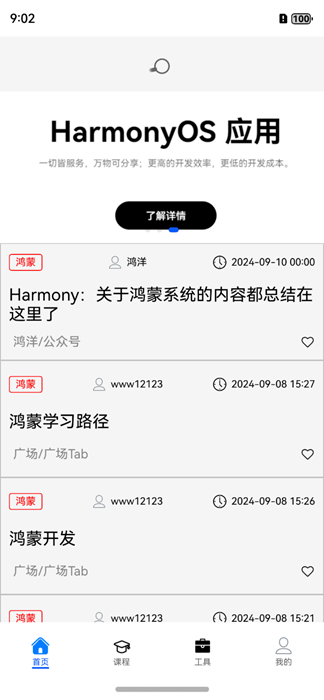 9:02
100
HarmonyOS 应用
一切皆服务，万物可分享；更高的开发效率，更低的开发成本。
了解详情
鸿蒙 鸿洋 2024-09-10 00:00
Harmony：关于鸿蒙系统的内容都总结在
这里了
鸿洋/公众号
鸿蒙 www12123 2024-09-08 15:27
鸿蒙学习路径
广场/广场Tab
鸿蒙 www12123 2024-09-08 15:26
鸿蒙开发
广场/广场Tab
鸿蒙 www12123 2024-09-08 15:21
首页 课程 工具 我的